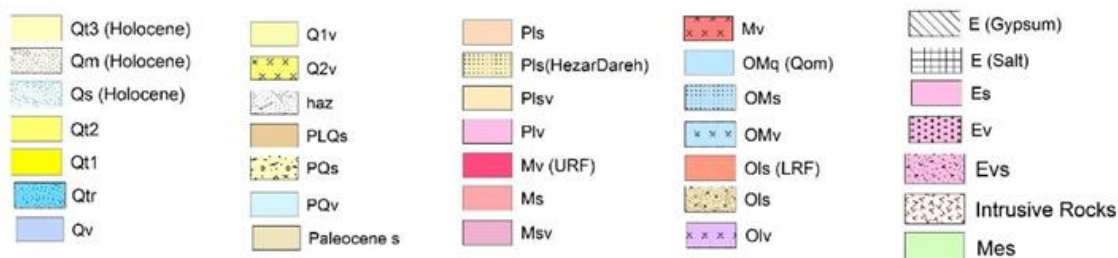 Qt3 (Holocene)
Qm (Holocene)
Qs (Holocene)
Qt2
Qt1
Qtr
Qv
Q1v
Q2v
haz
PLQs
PQs
PQv
Paleocene s
Pls
Pls(HezarDareh)
Plsv
Plv
Mv (URF)
Ms
Msv
Mv
OMq (Qom)
OMs
OMv
Ols (LRF)
Ols
Olv
E (Gypsum)
E (Salt)
Es
Ev
Evs
Intrusive Rocks
Mes